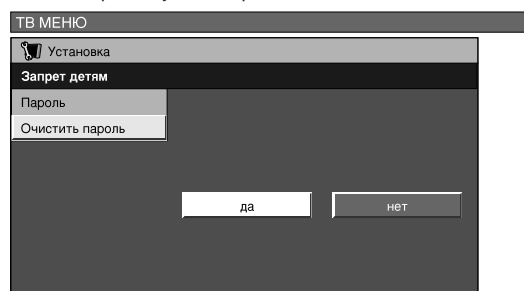 ТВ МЕНЮ
Установка
Запрет детям
Пароль
Очистить пароль
да нет